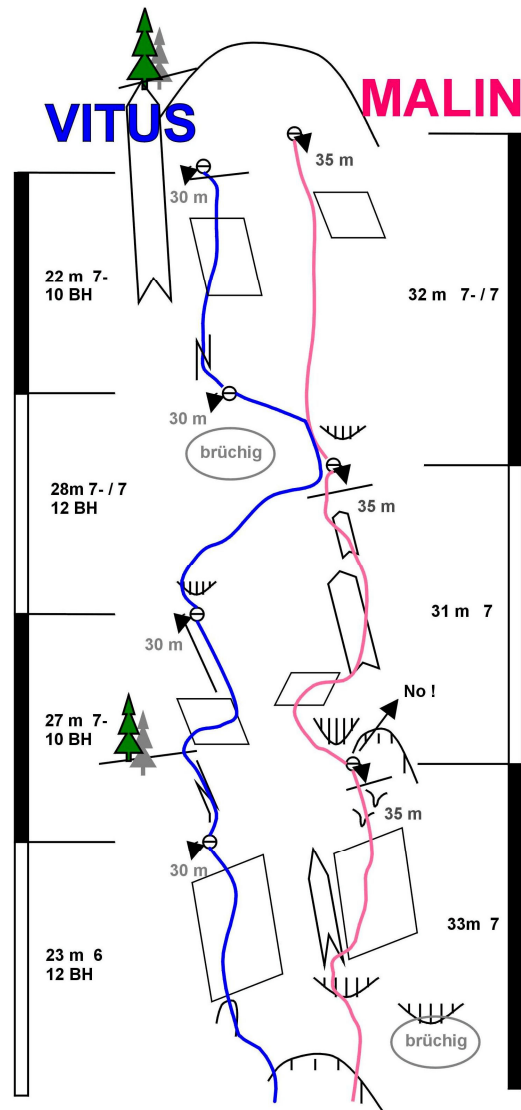 VITUS
MALIN
35 m
30 m
22 m 7-
10 BH
32 m 7- / 7
30 m
brüchig
28m 7- / 7
12 BH
35 m
31 m 7
30 m
No !
27 m 7-
10 BH
35 m
30 m
33m 7
23 m 6
12 BH
brüchig